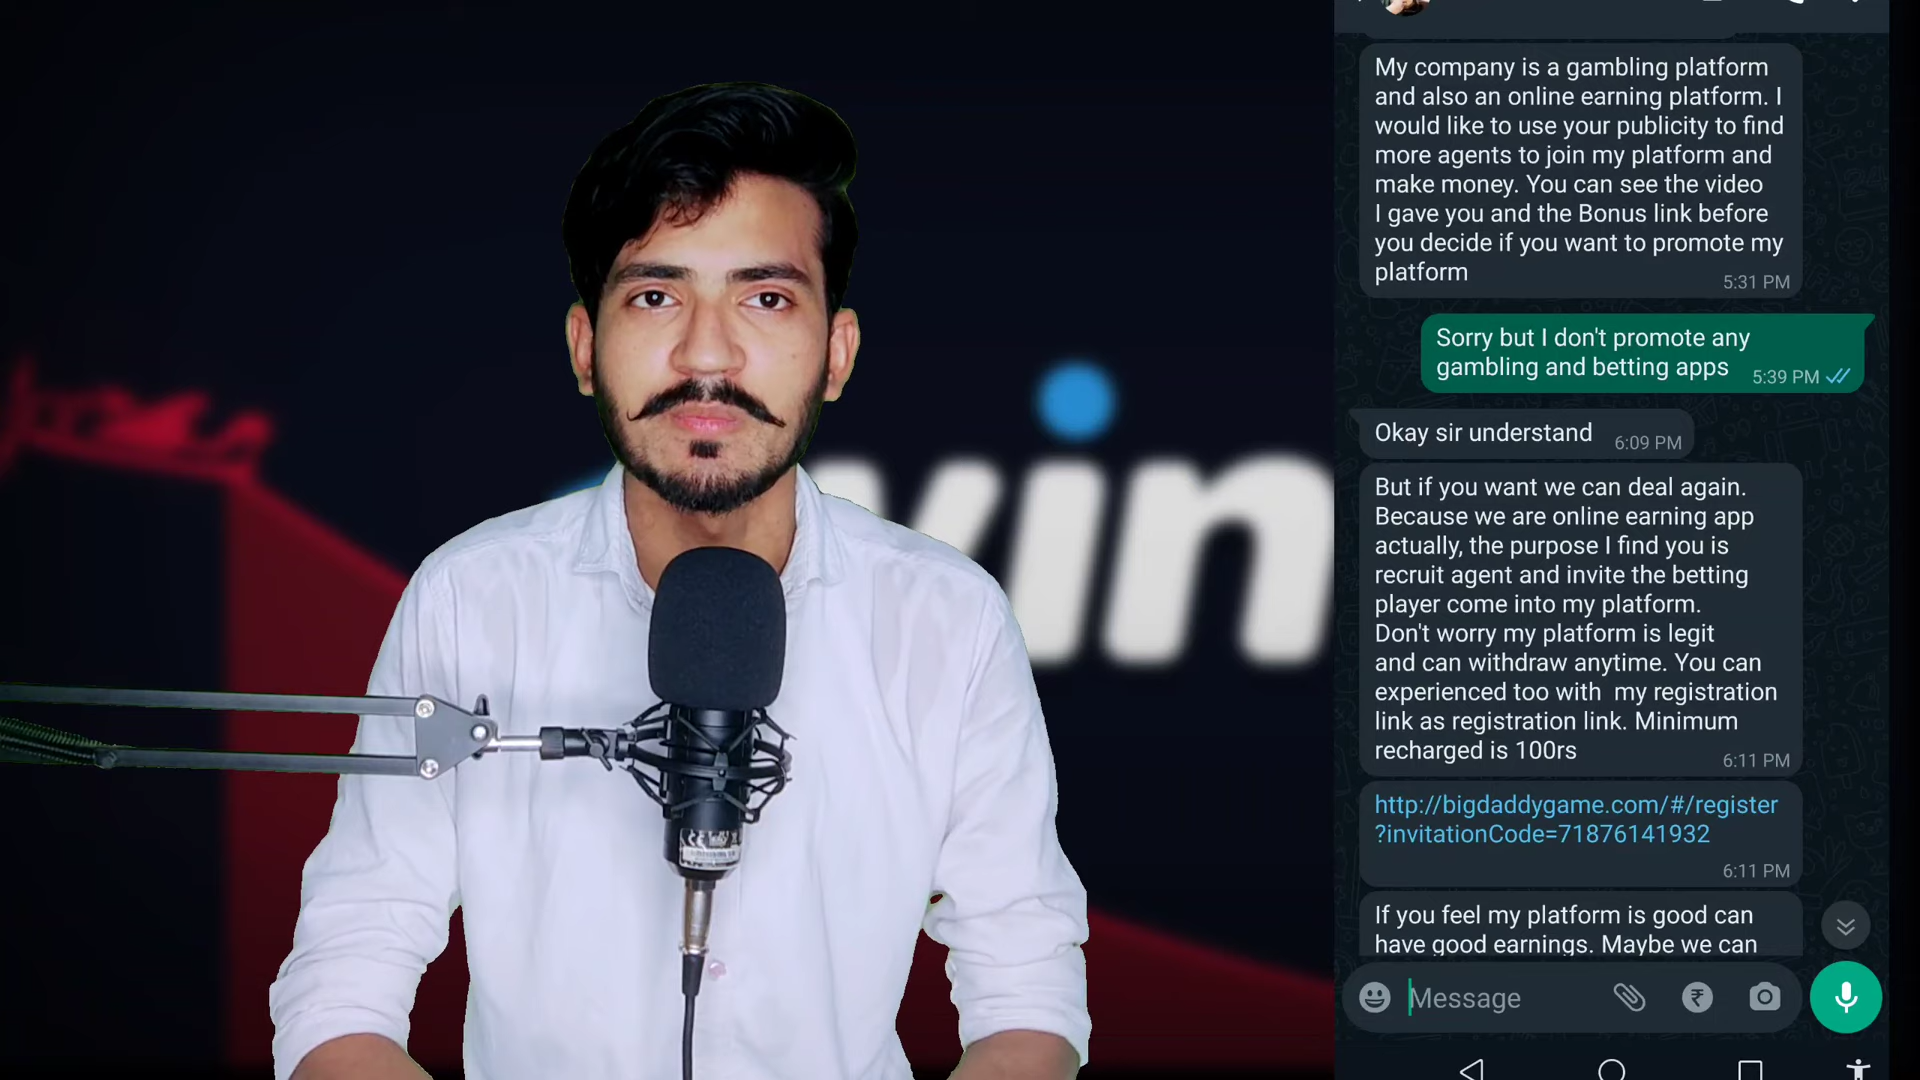 win
My company is a gambling platform
and also an online earning platform. I
would like to use your publicity to find
more agents to join my platform and
make money. You can see the video
I gave you and the Bonus link before
you decide if you want to promote my
platform
5:31 PM
Sorry but I don't promote any
gambling and betting apps
5:39 PM
Okay sir understand
6:09 PM
But if you want we can deal again.
Because we are online earning app
actually, the purpose I find you is
recruit agent and invite the betting
player come into my platform.
Don't worry my platform is legit
and can withdraw anytime. You can
experienced too with my registration
link as registration link. Minimum
recharged is 100rs
6:11 PM
http://bigdaddygame.com/#/register
?invitationCode=71876141932
6:11 PM
If you feel my platform is good can
have good earnings. Maybe we can
Message